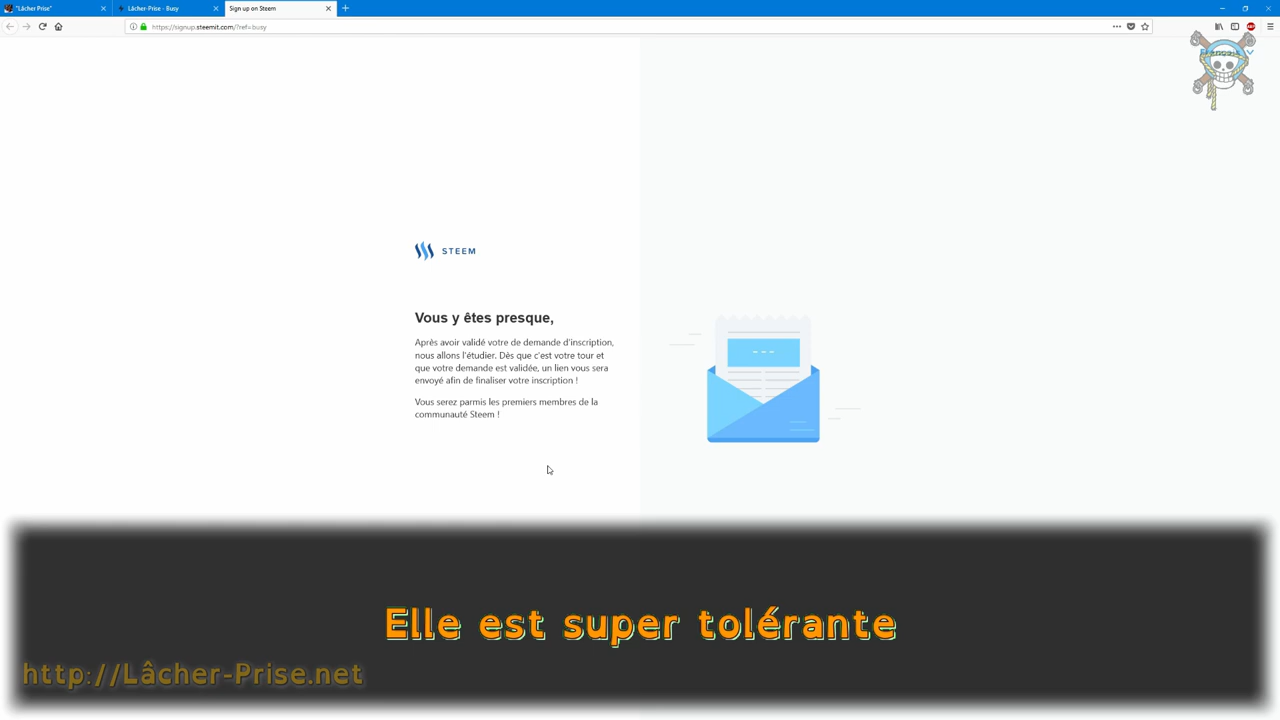 "Lâcher Prise"
Lâcher-Prise - Busy
Sign up on Steem
https://signup.steemit.com/?ref=busy
STEEM
Vous y êtes presque,
Après avoir validé votre de demande d'inscription,
nous allons l'étudier. Dès que c'est votre tour et
que votre demande est validée, un lien vous sera
envoyé afin de finaliser votre inscription !
Vous serez parmis les premiers membres de la
communauté Steem !
Elle est super tolérante
http://Lâcher-Prise.net